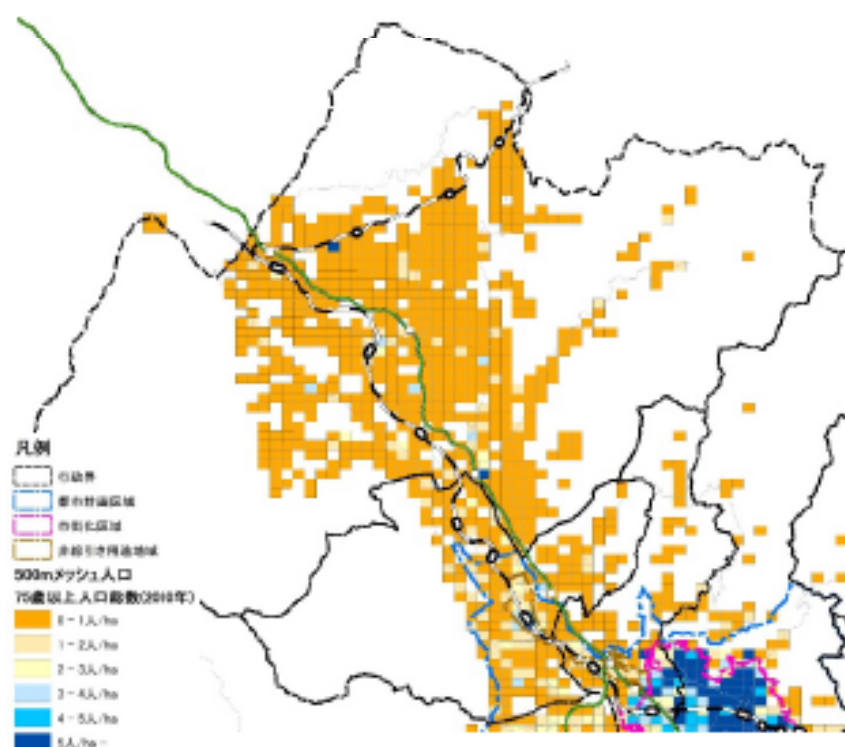 凡例
行政界
都市計画区域
市街化区域
非線引き用途地域
500mメッシュ人口
75歳以上人口総数(2010年)
0 - 1人/ha
1 - 2人/ha
2 - 3人/ha
3 - 4人/ha
4 - 5人/ha
5人/ha -